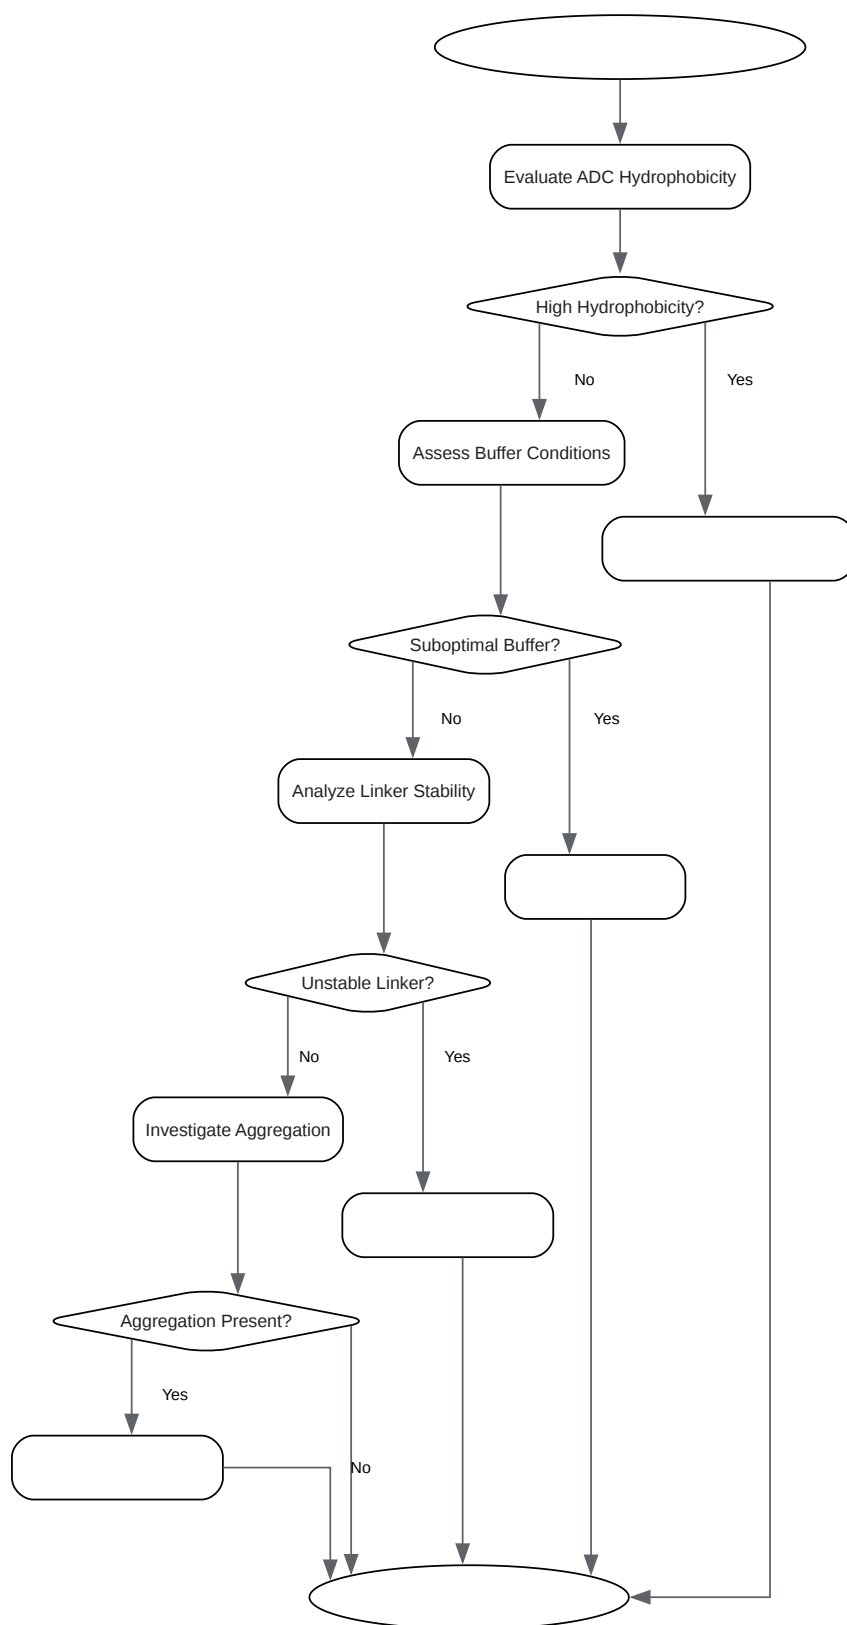 Evaluate ADC Hydrophobicity
High Hydrophobicity?
No
Yes
Assess Buffer Conditions
Suboptimal Buffer?
No
Yes
Analyze Linker Stability
Unstable Linker?
No
Yes
Investigate Aggregation
Aggregation Present?
Yes
No